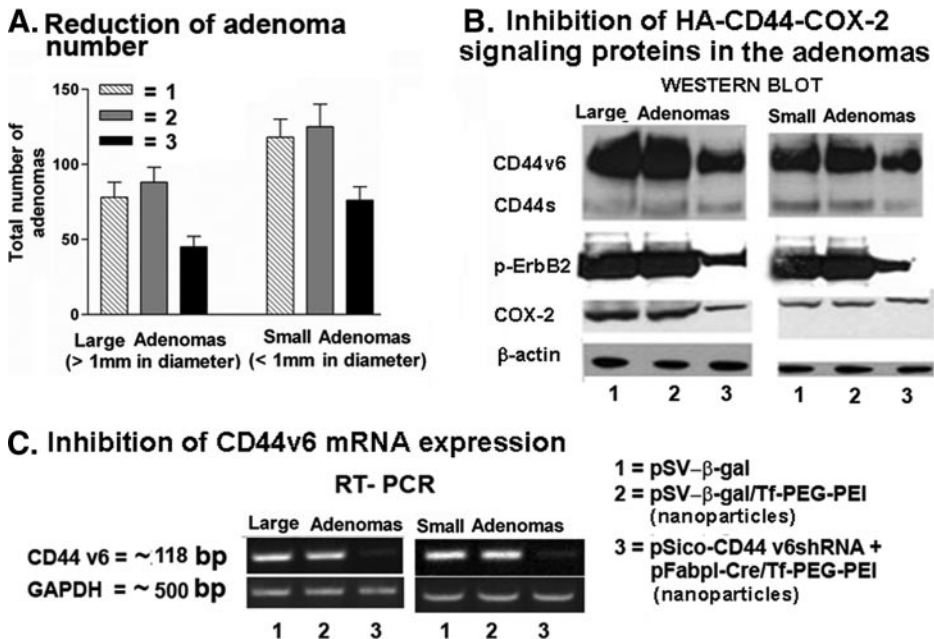 A. Reduction of adenoma
number
= 1
= 2
= 3
Total number of
adenomas
150
100
50
0
Large Adenomas
(> 1mm in diameter)
Small Adenomas
(< 1mm in diameter)
B. Inhibition of HA-CD44-COX-2
signaling proteins in the adenomas
WESTERN BLOT
Large Adenomas
Small Adenomas
CD44v6
CD44s
p-ErbB2
COX-2
β-actin
1 2 3
1 2 3
C. Inhibition of CD44v6 mRNA expression
RT- PCR
Large Adenomas
Small Adenomas
CD44 v6 = ~ 118 bp
GAPDH = ~ 500 bp
1 2 3
1 2 3
1 = pSV-β-gal
2 = pSV-β-gal/Tf-PEG-PEI
(nanoparticles)
3 = pSico-CD44 v6shRNA +
pFabpl-Cre/Tf-PEG-PEI
(nanoparticles)